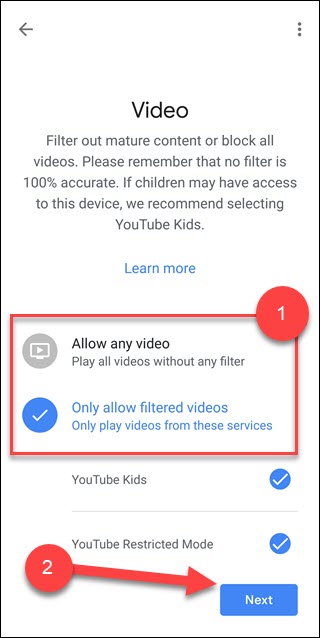 Video
Filter out mature content or block all
videos. Please remember that no filter is
100% accurate. If children may have access
to this device, we recommend selecting
YouTube Kids.
Learn more
1
Allow any video
Play all videos without any filter
Only allow filtered videos
Only play videos from these services
YouTube Kids
YouTube Restricted Mode
2
Next